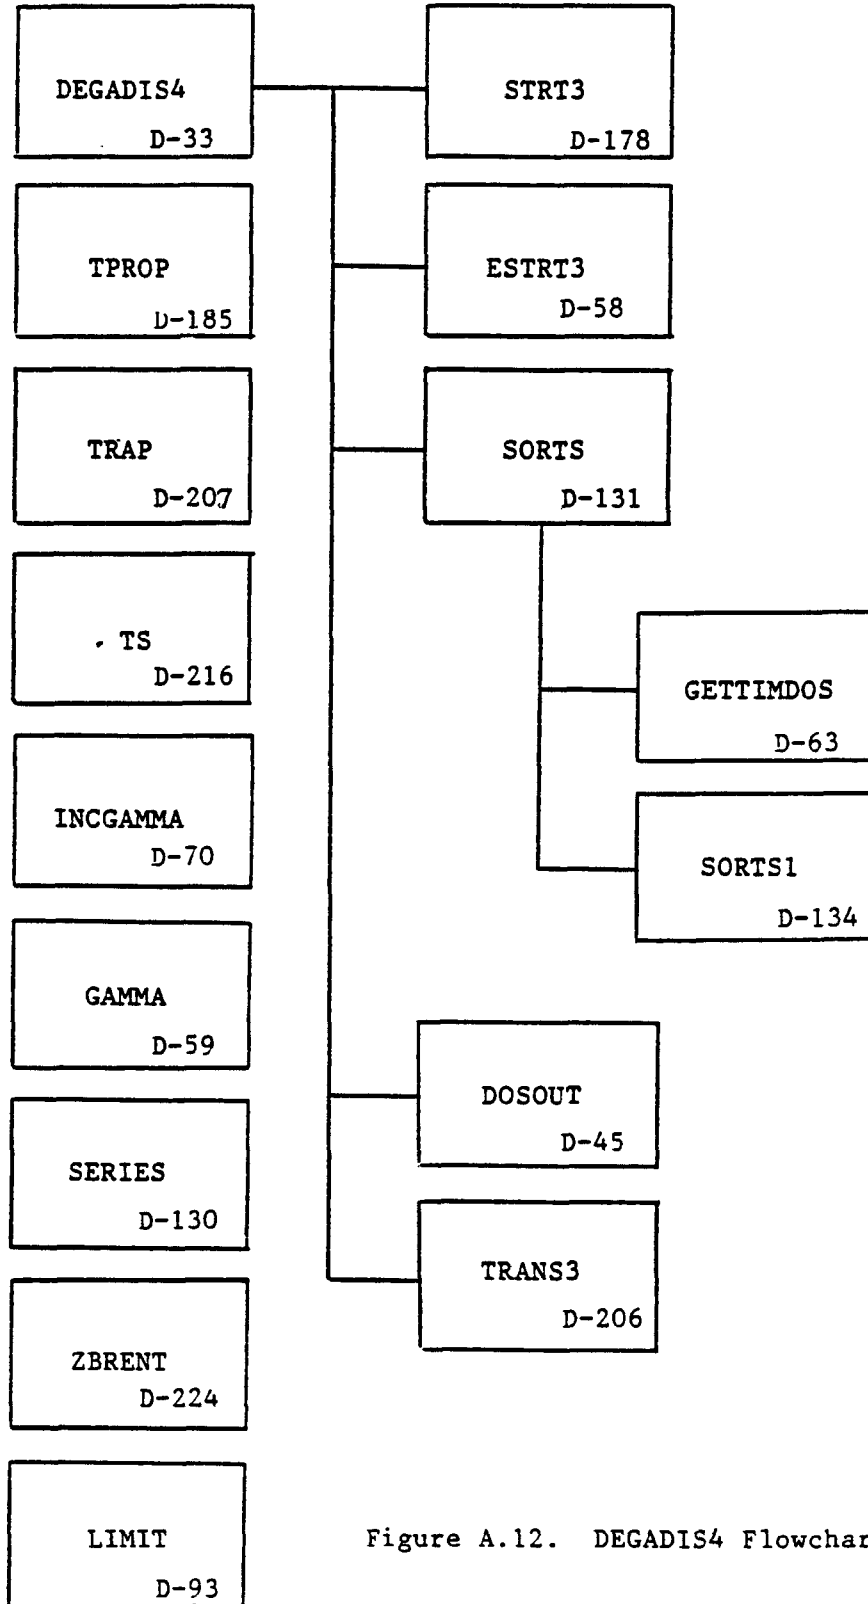 DEGADIS4
D-33
STRT3
D-178
TPROP
D-185
ESTRT3
D-58
TRAP
D-207
SORTS
D-131
TS
D-216
GETTIMDOS
D-63
INCGAMMA
D-70
SORTS1
D-134
GAMMA
D-59
DOSOUT
D-45
SERIES
D-130
TRANS3
D-206
ZBRENT
D-224
LIMIT
D-93
Figure A.12. DEGADIS4 Flowchar